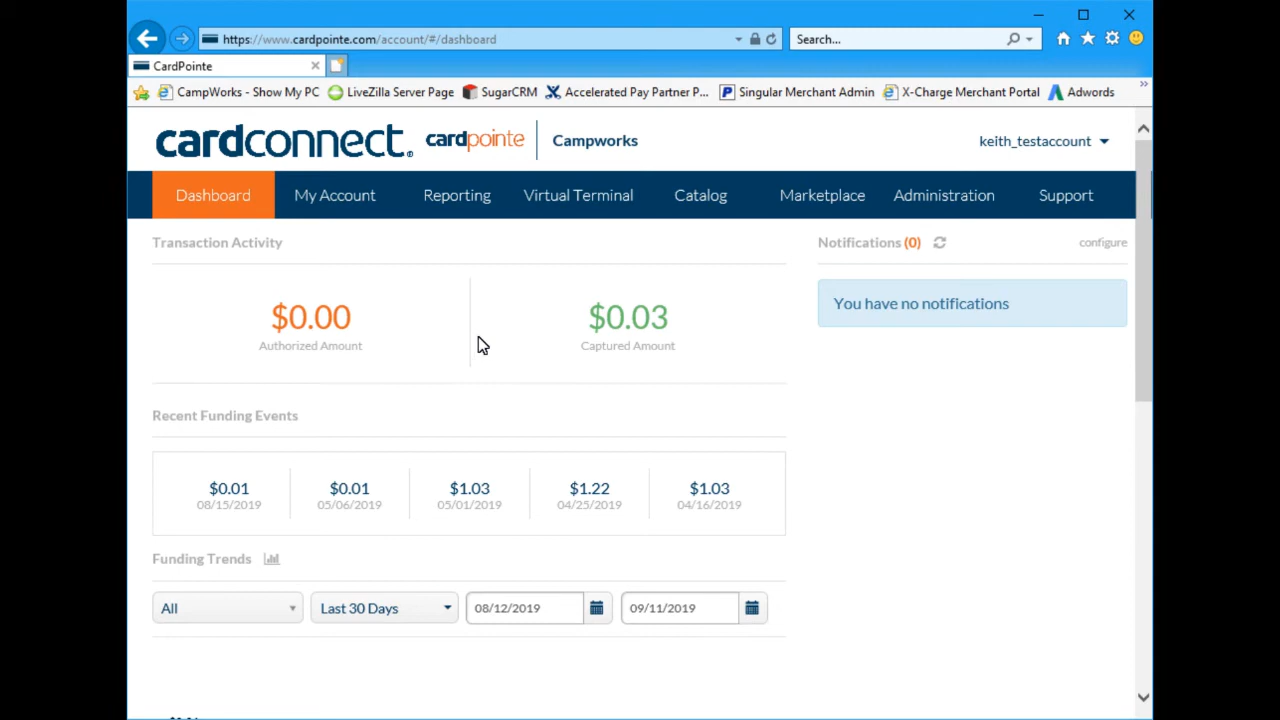 https://www.cardpointe.com/account/#/dashboard
Search...
CardPointe
CampWorks - Show My PC
LiveZilla Server Page
SugarCRM
Accelerated Pay Partner P...
Singular Merchant Admin
X-Charge Merchant Portal
Adwords
cardconnect.
cardpointe
Campworks
keith_testaccount
Dashboard
My Account
Reporting
Virtual Terminal
Catalog
Marketplace
Administration
Support
Transaction Activity
$0.00
Authorized Amount
$0.03
Captured Amount
Notifications (0)
configure
You have no notifications
Recent Funding Events
$0.01
08/15/2019
$0.01
05/06/2019
$1.03
05/01/2019
$1.22
04/25/2019
$1.03
04/16/2019
Funding Trends
All
Last 30 Days
08/12/2019
09/11/2019